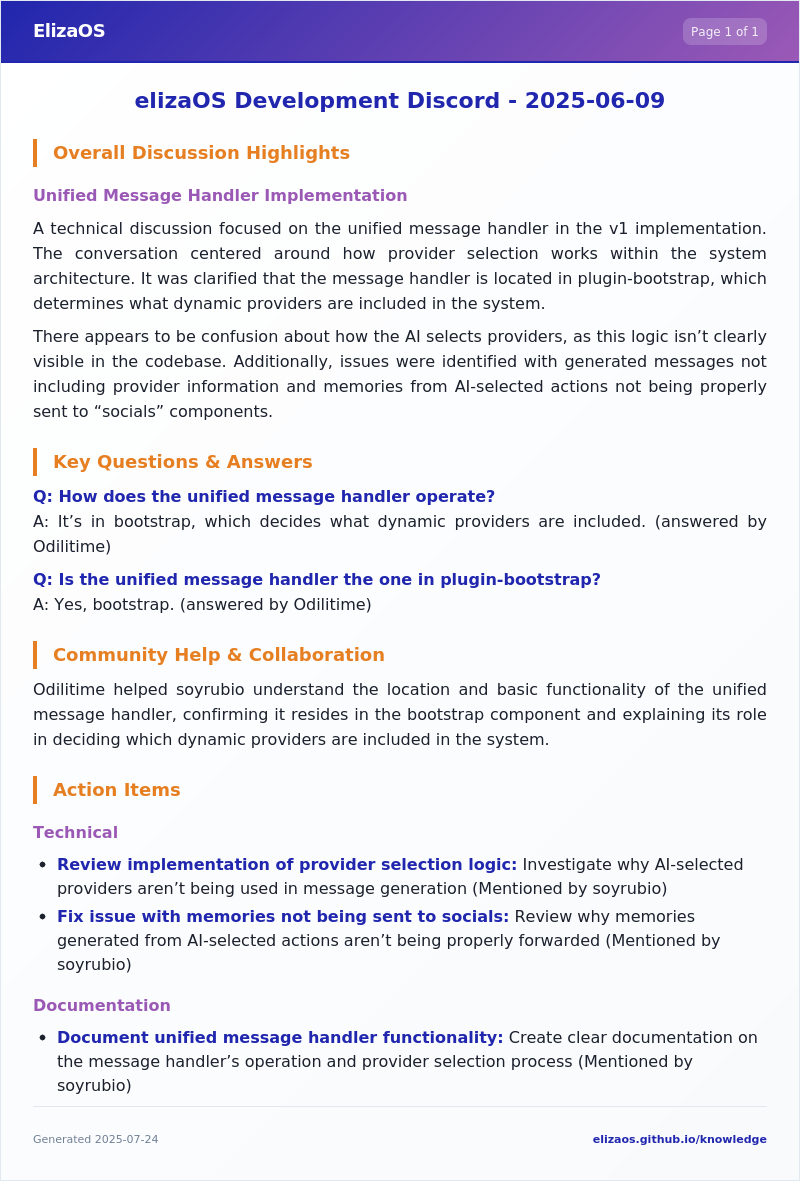 ElizaOS
Page 1 of 1
elizaOS Development Discord - 2025-06-09
Overall Discussion Highlights
Unified Message Handler Implementation
A technical discussion focused on the unified message handler in the v1 implementation.
The conversation centered around how provider selection works within the system
architecture. It was clarified that the message handler is located in plugin-bootstrap, which
determines what dynamic providers are included in the system.
There appears to be confusion about how the AI selects providers, as this logic isn’t clearly
visible in the codebase. Additionally, issues were identified with generated messages not
including provider information and memories from AI-selected actions not being properly
sent to “socials” components.
Key Questions & Answers
Q: How does the unified message handler operate?
A: It’s in bootstrap, which decides what dynamic providers are included. (answered by
Odilitime)
Q: Is the unified message handler the one in plugin-bootstrap?
A: Yes, bootstrap. (answered by Odilitime)
Community Help & Collaboration
Odilitime helped soyrubio understand the location and basic functionality of the unified
message handler, confirming it resides in the bootstrap component and explaining its role
in deciding which dynamic providers are included in the system.
Action Items
Technical
• Review implementation of provider selection logic: Investigate why AI-selected
providers aren’t being used in message generation (Mentioned by soyrubio)
• Fix issue with memories not being sent to socials: Review why memories
generated from AI-selected actions aren’t being properly forwarded (Mentioned by
soyrubio)
Documentation
• Document unified message handler functionality: Create clear documentation on
the message handler’s operation and provider selection process (Mentioned by
soyrubio)
Generated 2025-07-24
elizaos.github.io/knowledge